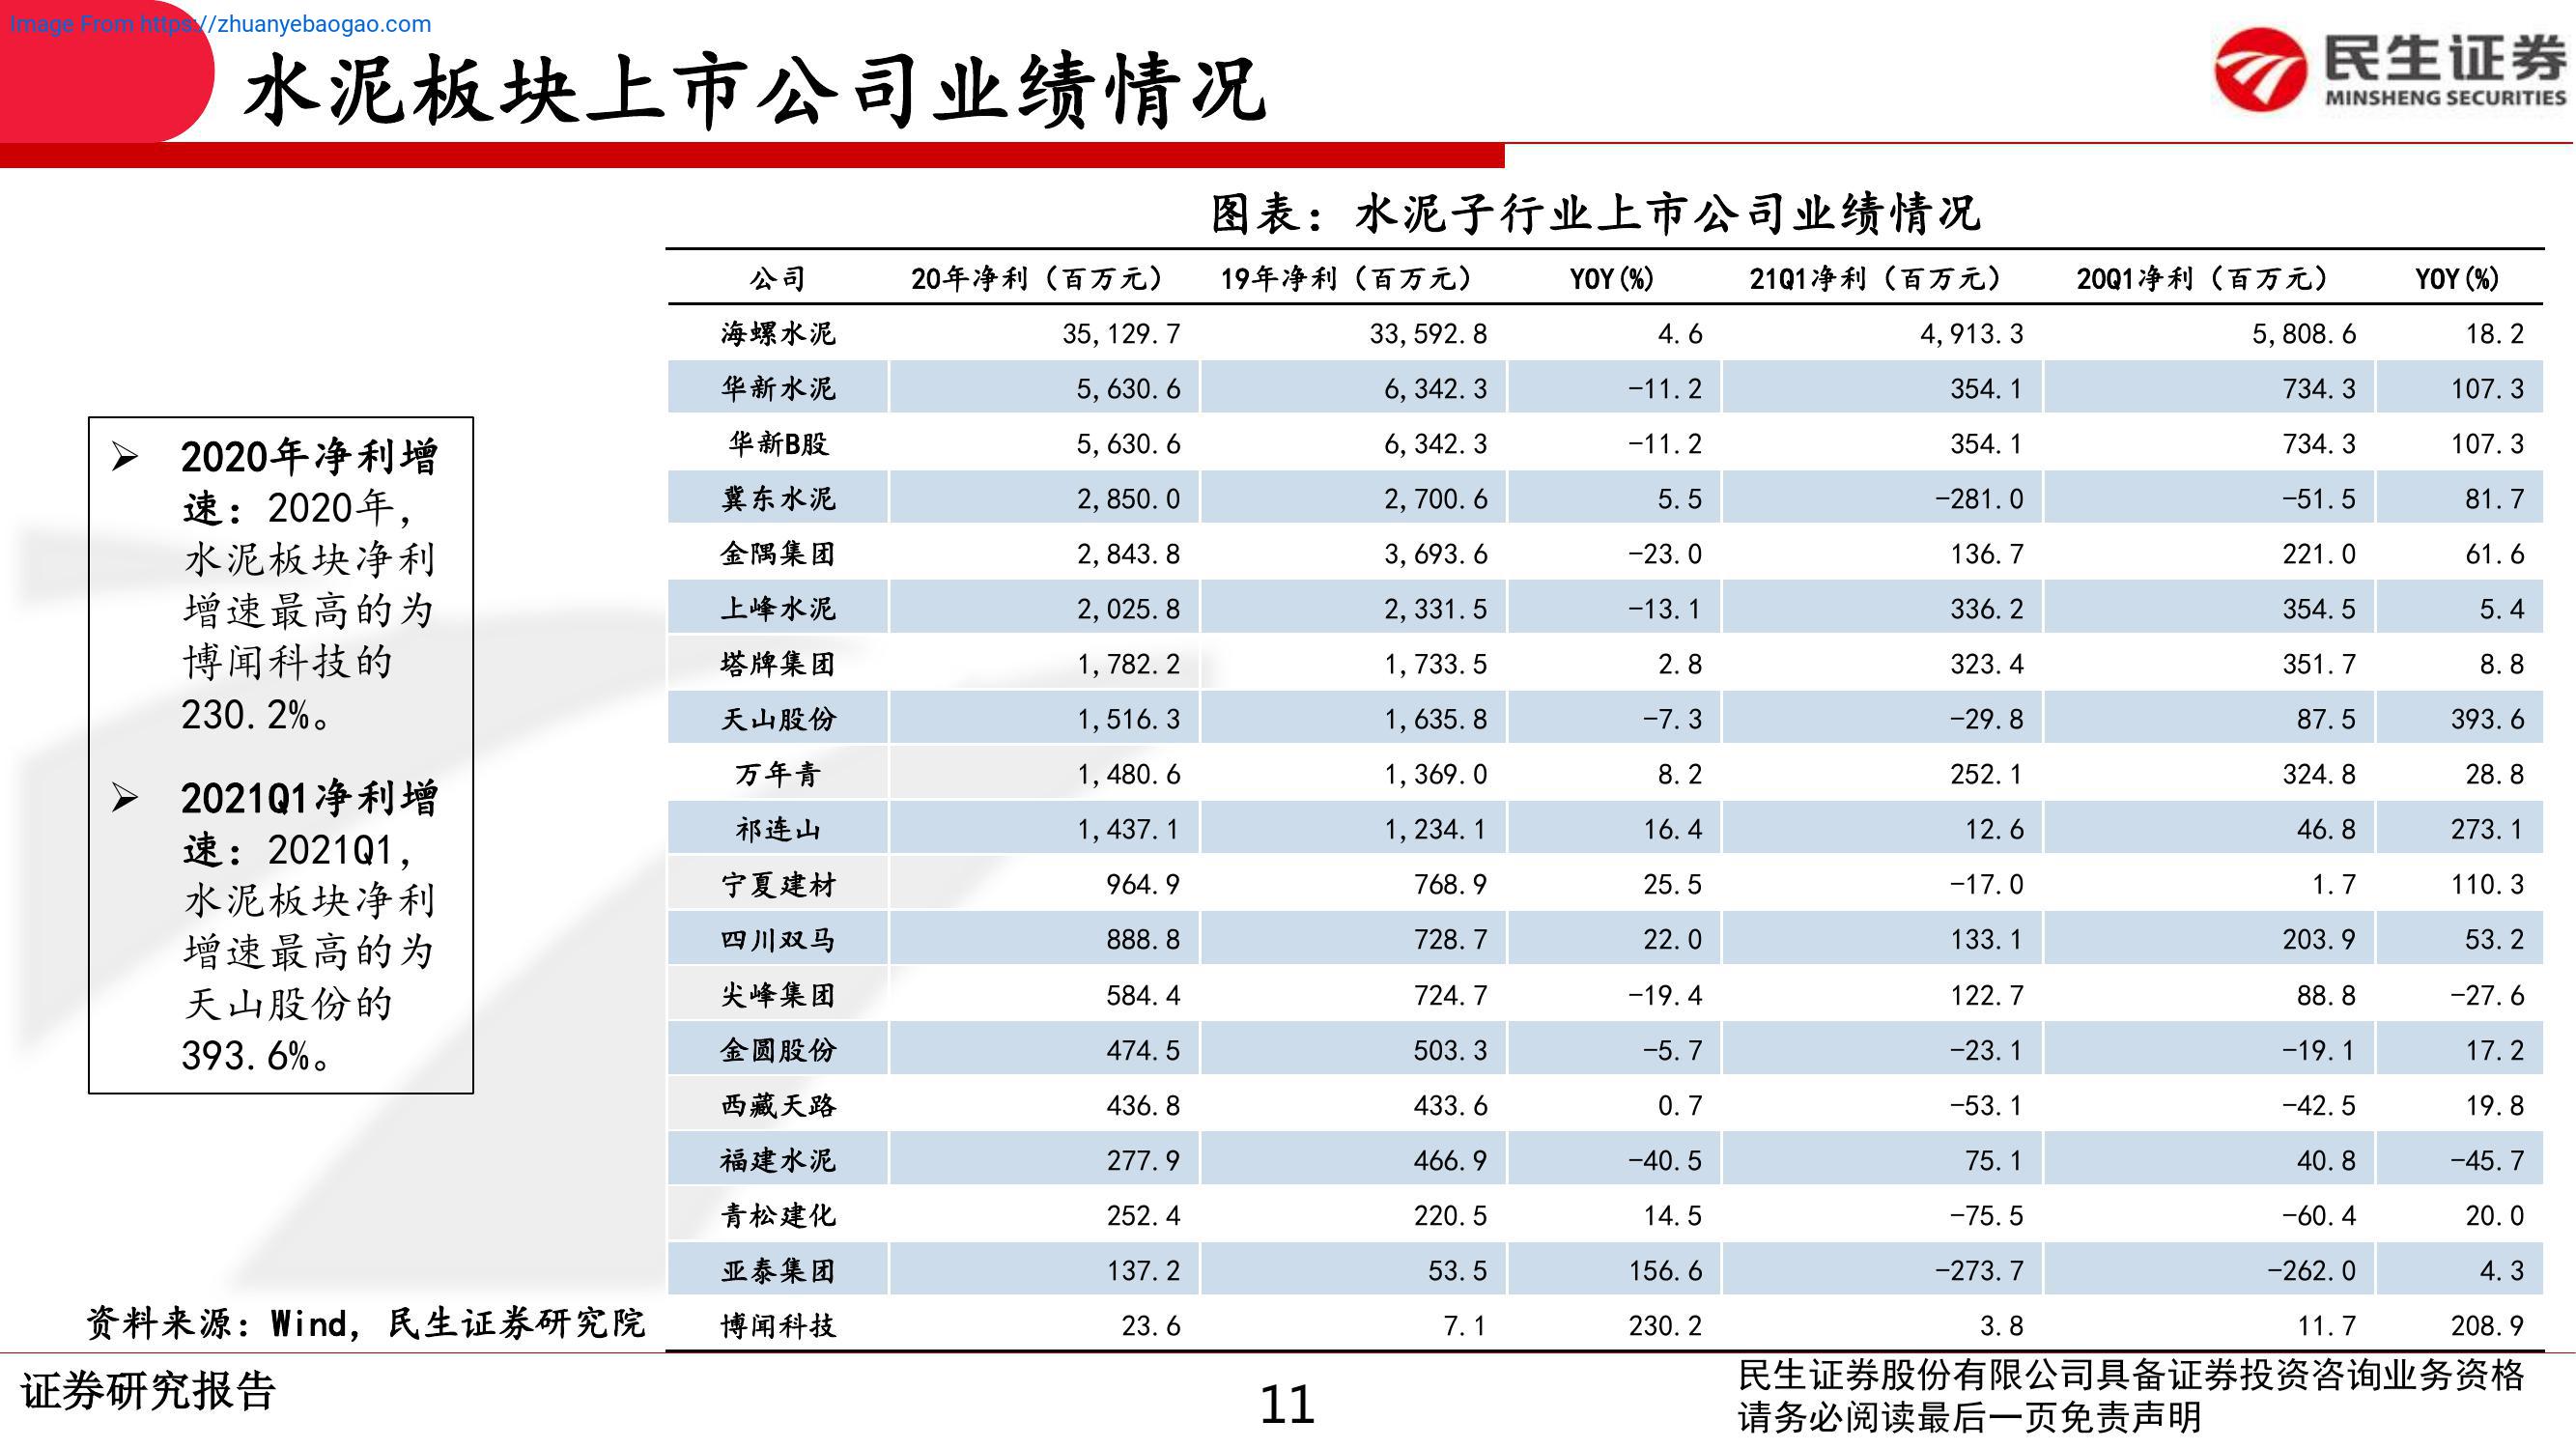 Image From https://zhuanyebaogao.com
水泥板块上市公司业绩情况
民生证券
MINSHENG SECURITIES
图表：水泥子行业上市公司业绩情况
公司 20年净利（百万元） 19年净利（百万元） YOY(%) 21Q1净利（百万元） 20Q1净利（百万元） YOY(%)
海螺水泥 35,129.7 33,592.8 4.6 4,913.3 5,808.6 18.2
华新水泥 5,630.6 6,342.3 -11.2 354.1 734.3 107.3
华新B股 5,630.6 6,342.3 -11.2 354.1 734.3 107.3
冀东水泥 2,850.0 2,700.6 5.5 -281.0 -51.5 81.7
金隅集团 2,843.8 3,693.6 -23.0 136.7 221.0 61.6
上峰水泥 2,025.8 2,331.5 -13.1 336.2 354.5 5.4
塔牌集团 1,782.2 1,733.5 2.8 323.4 351.7 8.8
天山股份 1,516.3 1,635.8 -7.3 -29.8 87.5 393.6
万年青 1,480.6 1,369.0 8.2 252.1 324.8 28.8
祁连山 1,437.1 1,234.1 16.4 12.6 46.8 273.1
宁夏建材 964.9 768.9 25.5 -17.0 1.7 110.3
四川双马 888.8 728.7 22.0 133.1 203.9 53.2
尖峰集团 584.4 724.7 -19.4 122.7 88.8 -27.6
金圆股份 474.5 503.3 -5.7 -23.1 -19.1 17.2
西藏天路 436.8 433.6 0.7 -53.1 -42.5 19.8
福建水泥 277.9 466.9 -40.5 75.1 40.8 -45.7
青松建化 252.4 220.5 14.5 -75.5 -60.4 20.0
亚泰集团 137.2 53.5 156.6 -273.7 -262.0 4.3
博闻科技 23.6 7.1 230.2 3.8 11.7 208.9
➢ 2020年净利增
速：2020年，
水泥板块净利
增速最高的为
博闻科技的
230.2%。
➢ 2021Q1净利增
速：2021Q1，
水泥板块净利
增速最高的为
天山股份的
393.6%。
资料来源：Wind，民生证券研究院
证券研究报告
11
民生证券股份有限公司具备证券投资咨询业务资格
请务必阅读最后一页免责声明